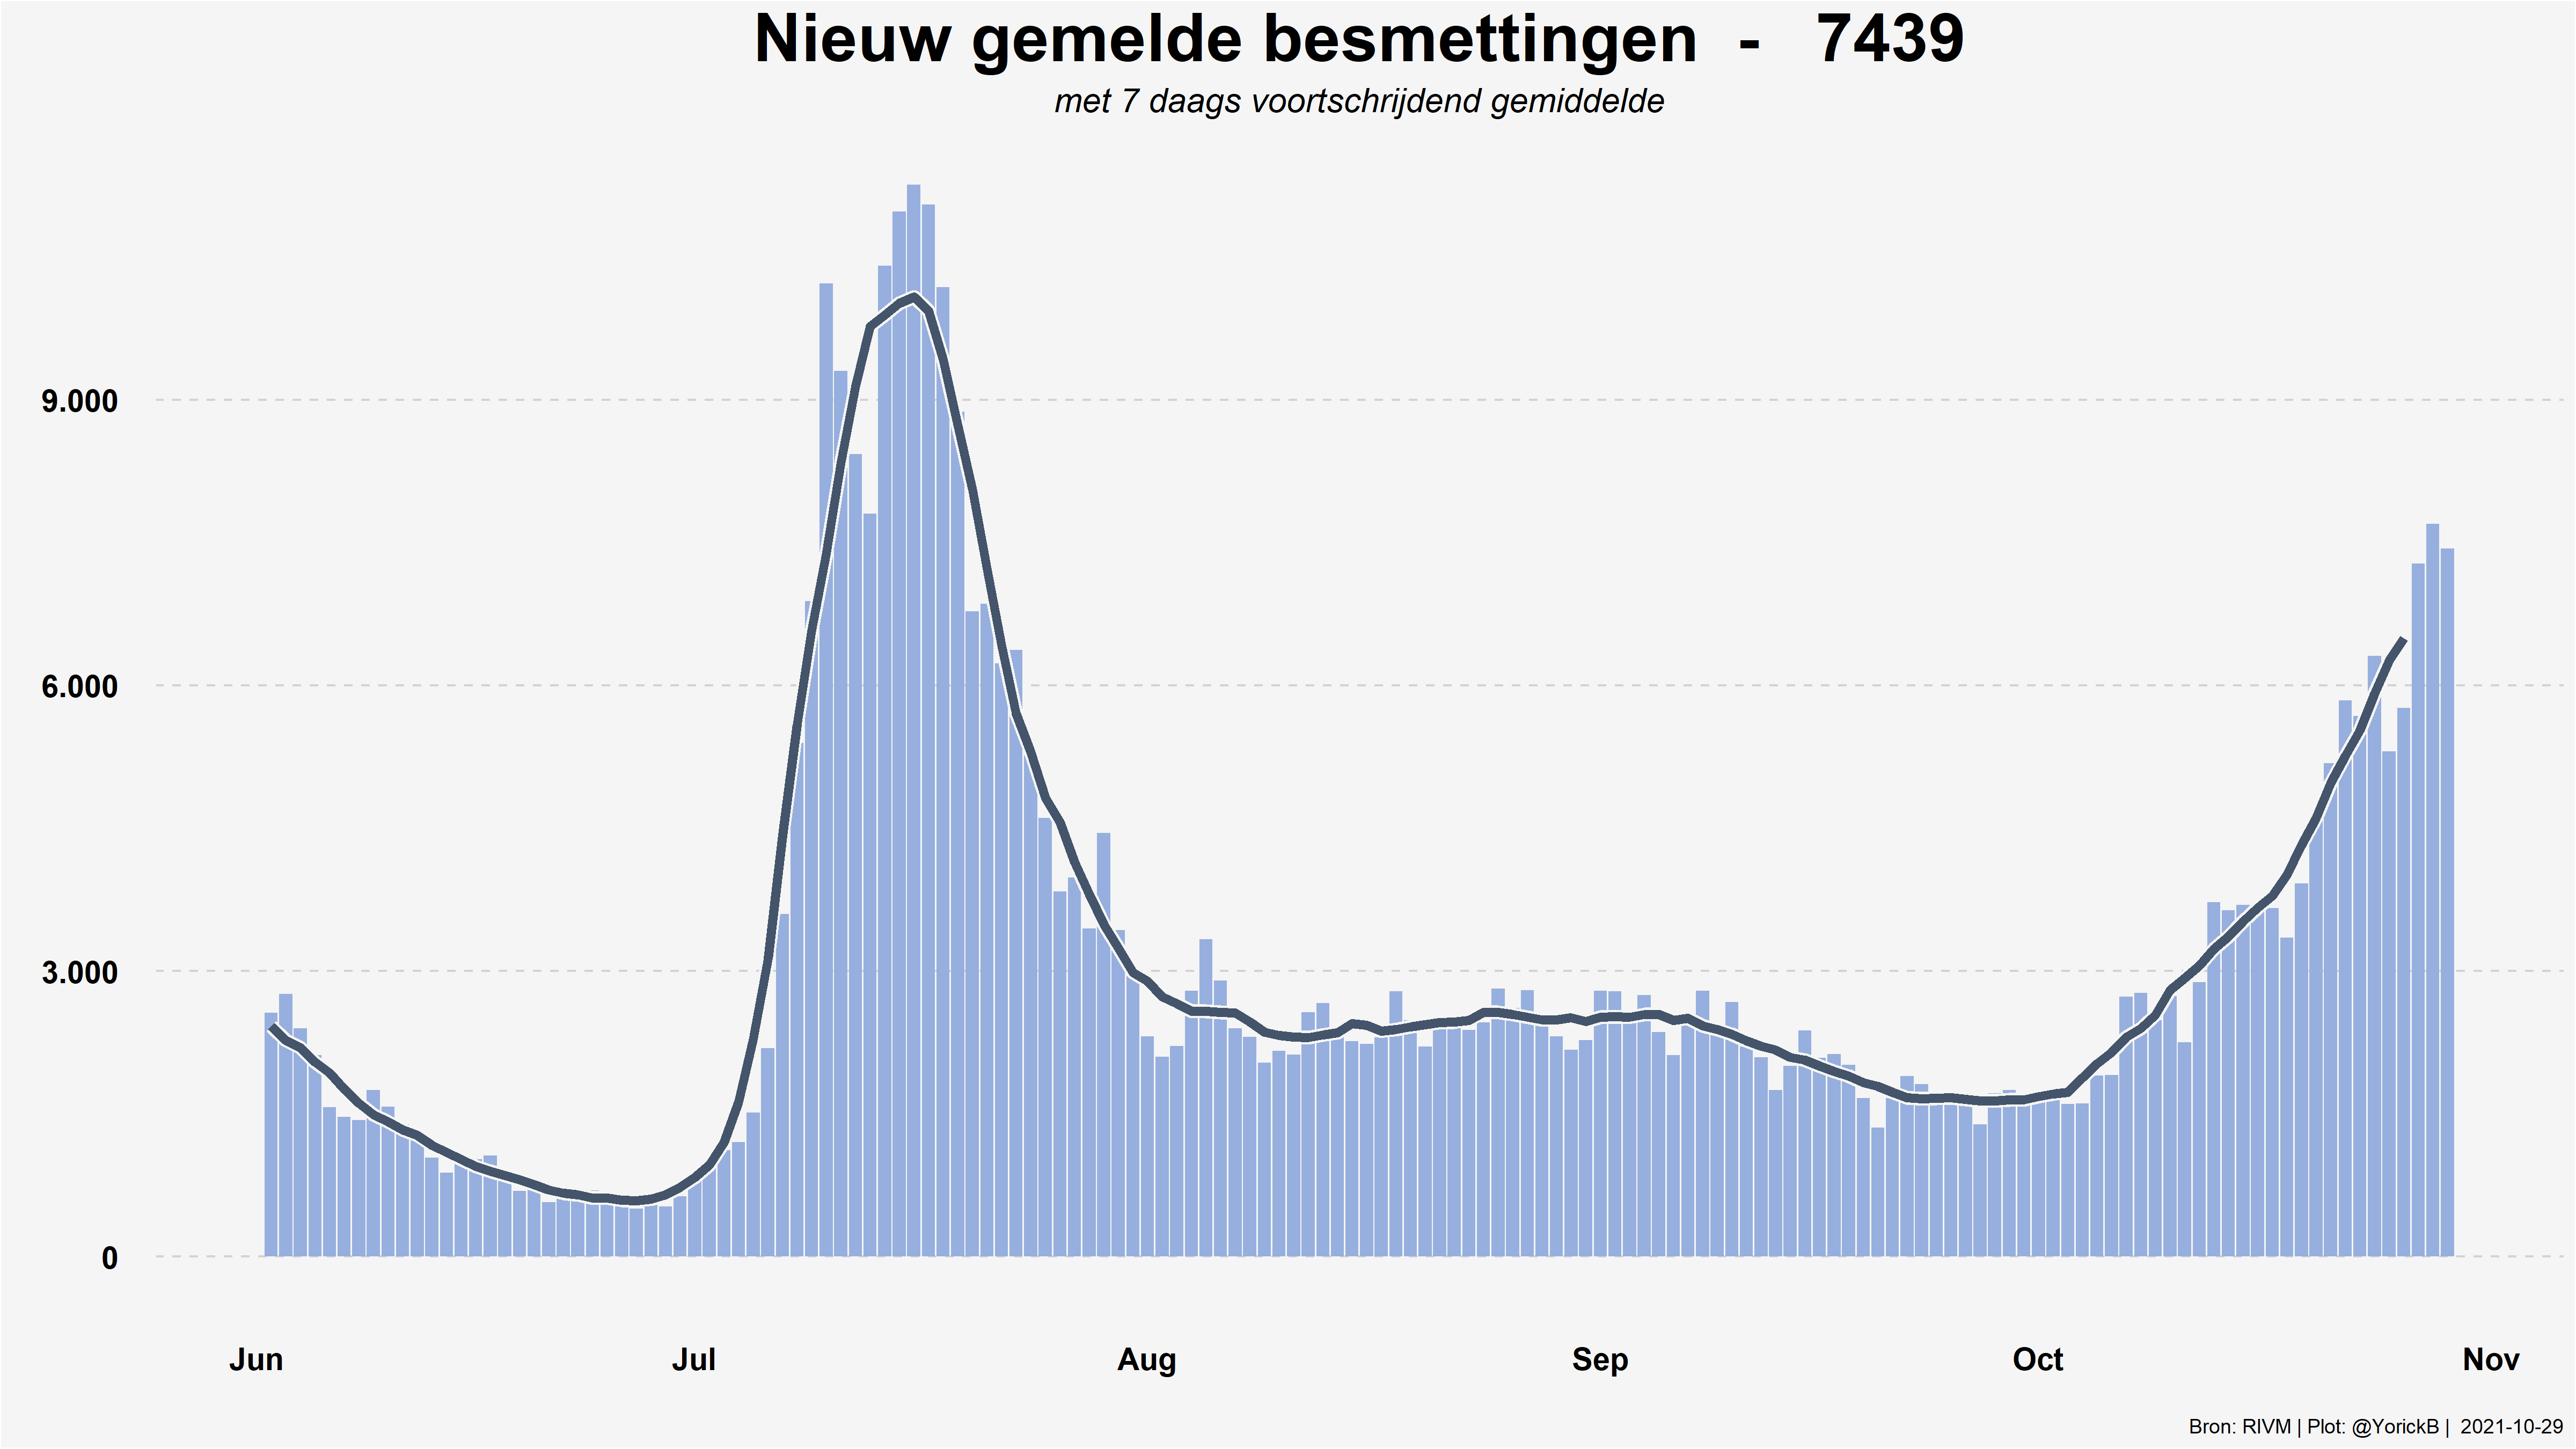 Nieuw gemelde besmettingen - 7439
met 7 daags voortschrijdend gemiddelde
9.000
6.000
3.000
0
Jun Jul Aug Sep Oct Nov
Bron: RIVM | Plot: @YorickB | 2021-10-29